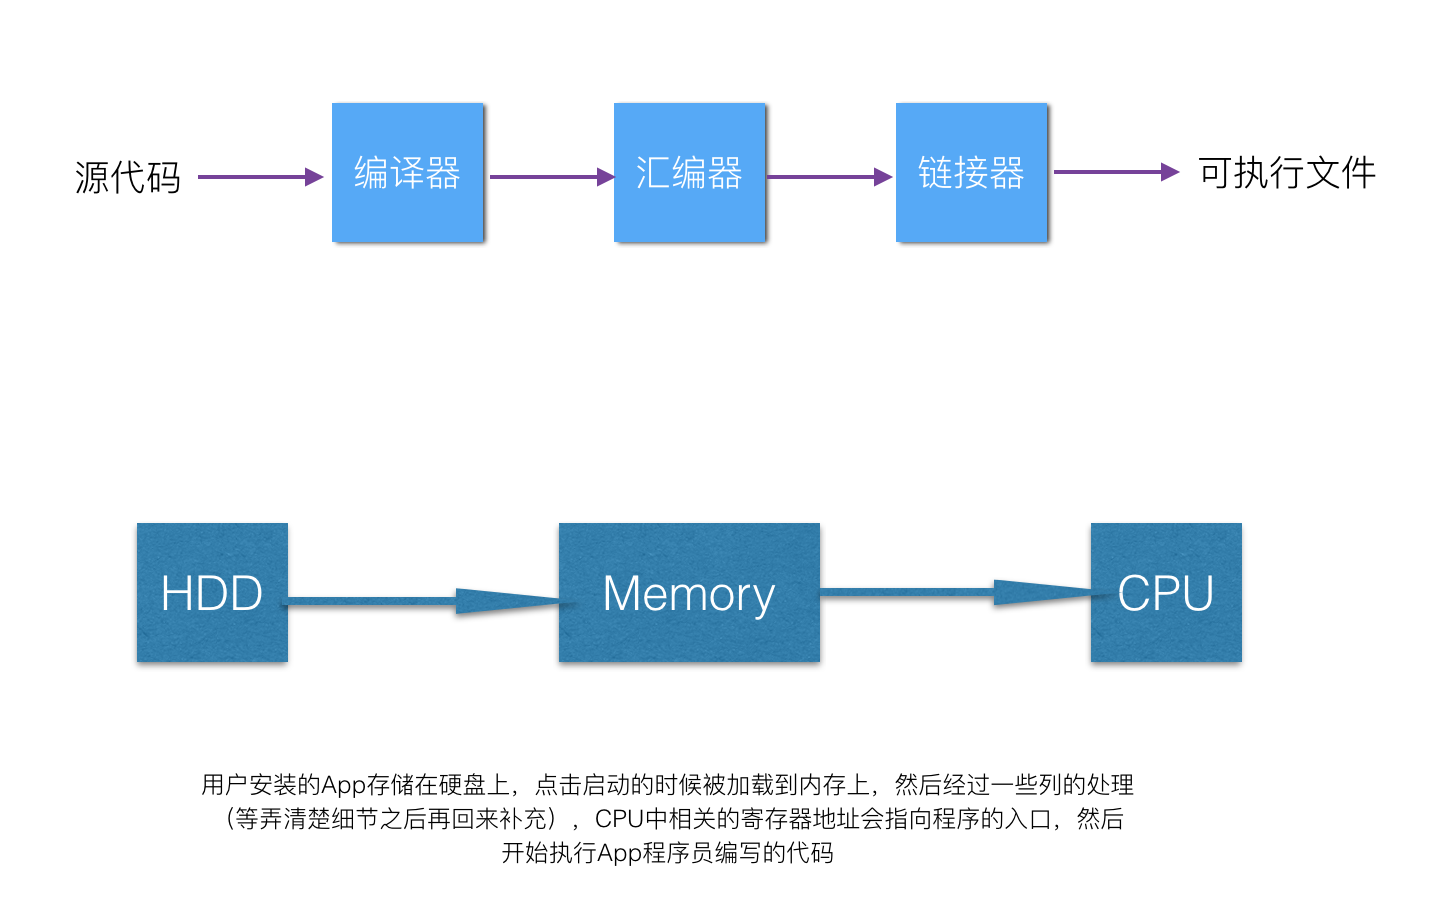 源代码
编译器
汇编器
链接器
可执行文件
HDD
Memory
CPU
用户安装的App存储在硬盘上，点击启动的时候被加载到内存上，然后经过一些列的处理
（等弄清楚细节之后再回来补充），CPU中相关的寄存器地址会指向程序的入口，然后
开始执行App程序员编写的代码